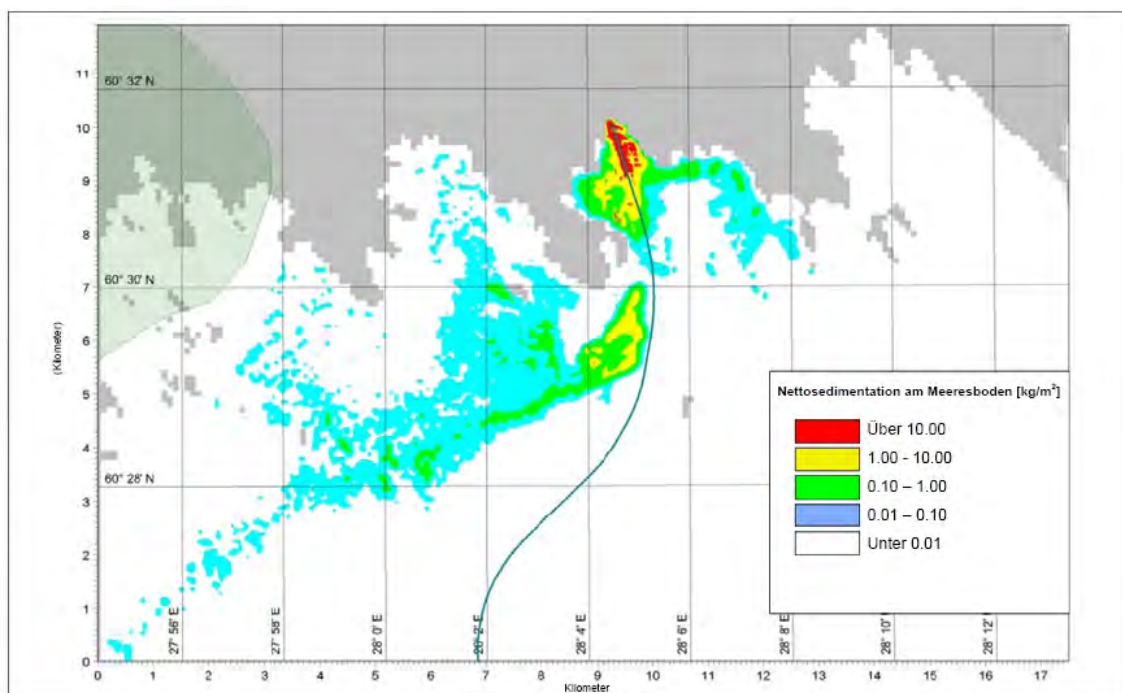 11
10
9
8
7
6
5
4
3
2
1
0
(Kilometer)
60° 32' N
60° 30' N
60° 28' N
Nettosedimentation am Meeresboden [kg/m²]
Über 10.00
1.00 - 10.00
0.10 – 1.00
0.01 – 0.10
Unter 0.01
27° 56' E
27° 58' E
28° 0' E
28° 2' E
28° 4' E
28° 6' E
28° 8' E
28° 10' E
28° 12' E
0 1 2 3 4 5 6 7 8 9 10 11 12 13 14 15 16 17
Kilometer